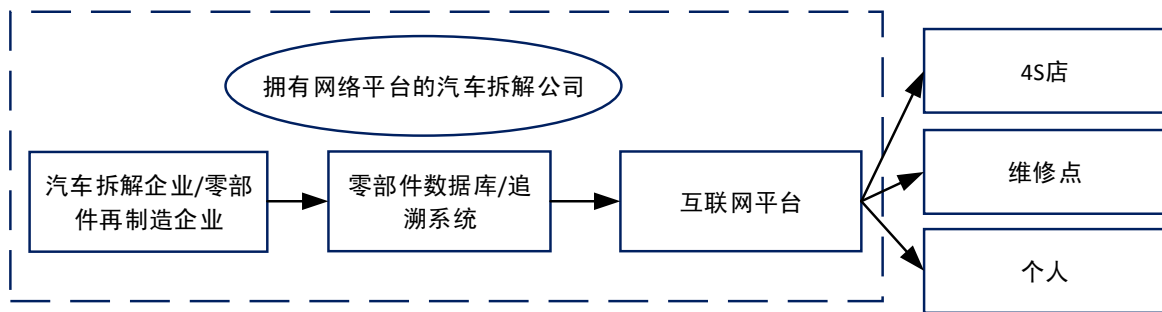 拥有网络平台的汽车拆解公司
汽车拆解企业/零部
件再制造企业
零部件数据库/追
溯系统
互联网平台
4S店
维修点
个人